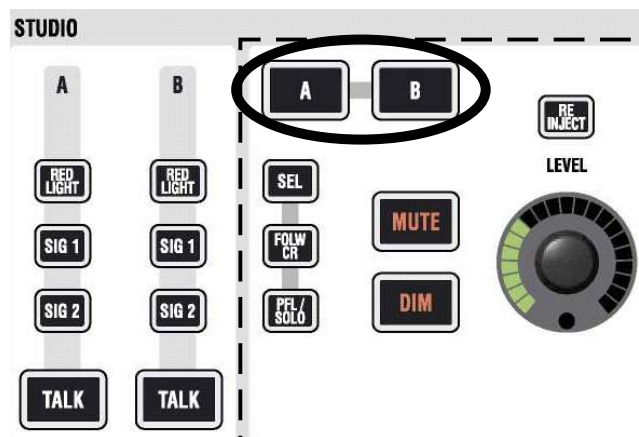 STUDIO
A
B
RED
LIGHT
RED
LIGHT
SIG 1
SIG 1
SIG 2
SIG 2
TALK
TALK
A
B
SEL
FOLW
CR
PFL/
SOLO
MUTE
DIM
RE
INJECT
LEVEL